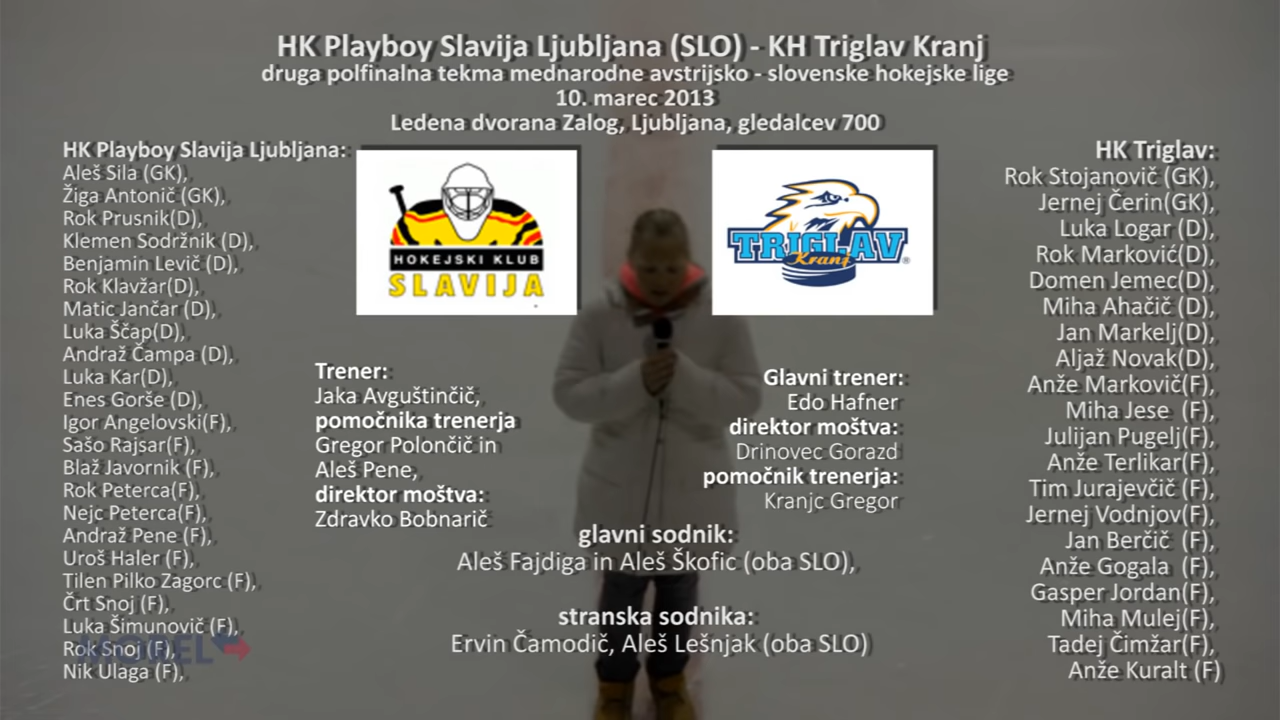 HK Playboy Slavija Ljubljana (SLO) - KH Triglav Kranj
druga polfinalna tekma mednarodne avstrijsko - slovenske hokejske lige
10. marec 2013
Ledena dvorana Zalog, Ljubljana, gledalcev 700
HK Playboy Slavija Ljubljana:
Aleš Sila (GK),
Žiga Antonič (GK),
Rok Prusnik(D),
Klemen Sodržnik (D),
Benjamin Levič (D),
Rok Klavžar(D),
Matic Jančar (D),
Luka Ščap(D),
Andraž Čampa (D),
Luka Kar(D),
Enes Gorše (D),
Igor Angelovski(F),
Sašo Rajsar(F),
Blaž Javornik (F),
Rok Peterca(F),
Nejc Peterca(F),
Andraž Pene (F),
Uroš Haler (F),
Tilen Pilko Zagorc (F),
Črt Snoj (F),
Luka Šimunovič (F),
Rok Snoj (F),
Nik Ulaga (F),
HOKEJSKI KLUB
SLAVIJA
Trener:
Jaka Avguštinčič,
pomočnika trenerja
Gregor Polončič in
Aleš Pene,
direktor moštva:
Zdravko Bobnarič
TRIGLAV
Kranj
®
Glavni trener:
Edo Hafner
direktor moštva:
Drinovec Gorazd
pomočnik trenerja:
Kranjc Gregor
glavni sodnik:
Aleš Fajdiga in Aleš Škofic (oba SLO),
stranska sodnika:
Ervin Čamodič, Aleš Lešnjak (oba SLO)
HK Triglav:
Rok Stojanovič (GK),
Jernej Čerin(GK),
Luka Logar (D),
Rok Marković(D),
Domen Jemec(D),
Miha Ahačič (D),
Jan Markelj(D),
Aljaž Novak(D),
Anže Markovič(F),
Miha Jese (F),
Julijan Pugelj(F),
Anže Terlikar(F),
Tim Jurajevčič (F),
Jernej Vodnjov(F),
Jan Berčič (F),
Anže Gogala (F),
Gasper Jordan(F),
Miha Mulej(F),
Tadej Čimžar(F),
Anže Kuralt (F)